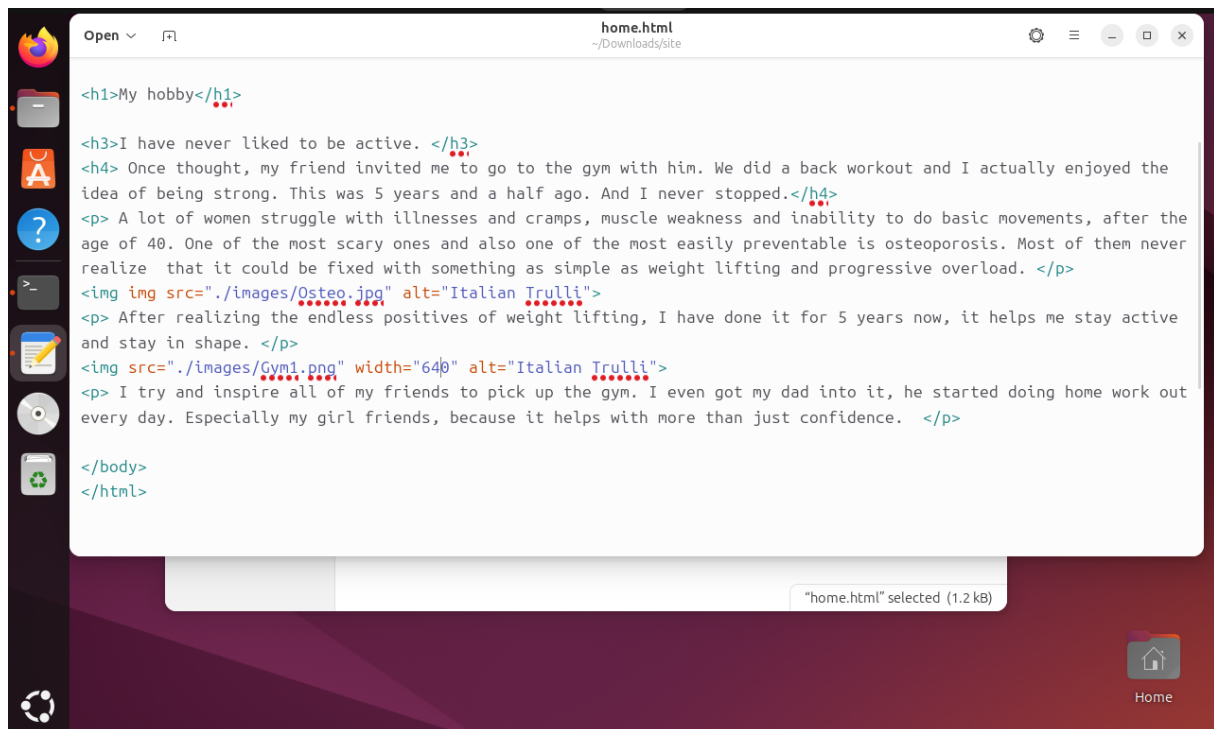 Open
home.html
~/Downloads/site
<h1>My hobby</h1>
<h3>I have never liked to be active. </h3>
<h4> Once thought, my friend invited me to go to the gym with him. We did a back workout and I actually enjoyed the
idea of being strong. This was 5 years and a half ago. And I never stopped.</h4>
<p> A lot of women struggle with illnesses and cramps, muscle weakness and inability to do basic movements, after the
age of 40. One of the most scary ones and also one of the most easily preventable is osteoporosis. Most of them never
realize  that it could be fixed with something as simple as weight lifting and progressive overload. </p>
<img img src="./images/Osteo.jpg" alt="Italian Trulli">
<p> After realizing the endless positives of weight lifting, I have done it for 5 years now, it helps me stay active
and stay in shape. </p>
<img src="./images/Gym1.png" width="640" alt="Italian Trulli">
<p> I try and inspire all of my friends to pick up the gym. I even got my dad into it, he started doing home work out
every day. Especially my girl friends, because it helps with more than just confidence.  </p>
</body>
</html>
“home.html” selected (1.2 kB)
Home